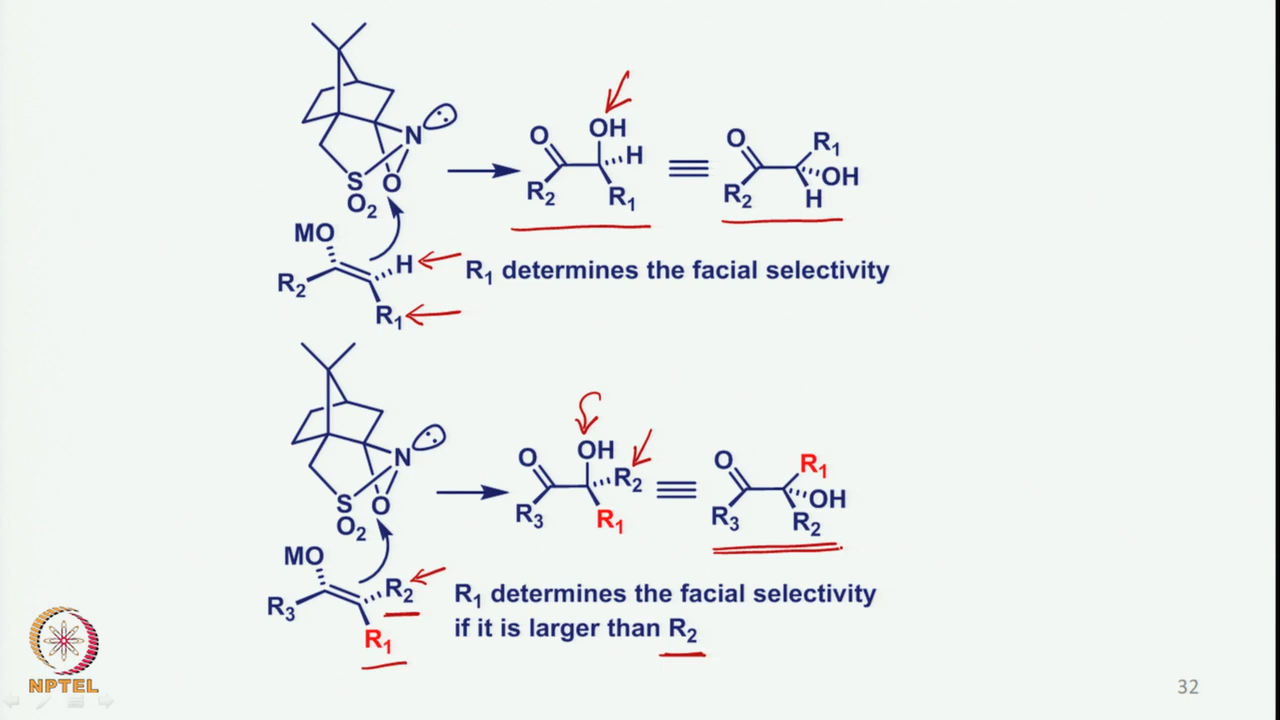 N
S
O
O2
MO
R2
H
R1
O
OH
H
R2
R1
O
R1
OH
R2
H
R1 determines the facial selectivity
N
S
O
O2
MO
R3
R2
R1
O
OH
R2
R3
R1
O
R1
OH
R3
R2
R1 determines the facial selectivity
if it is larger than R2
NPTEL
32